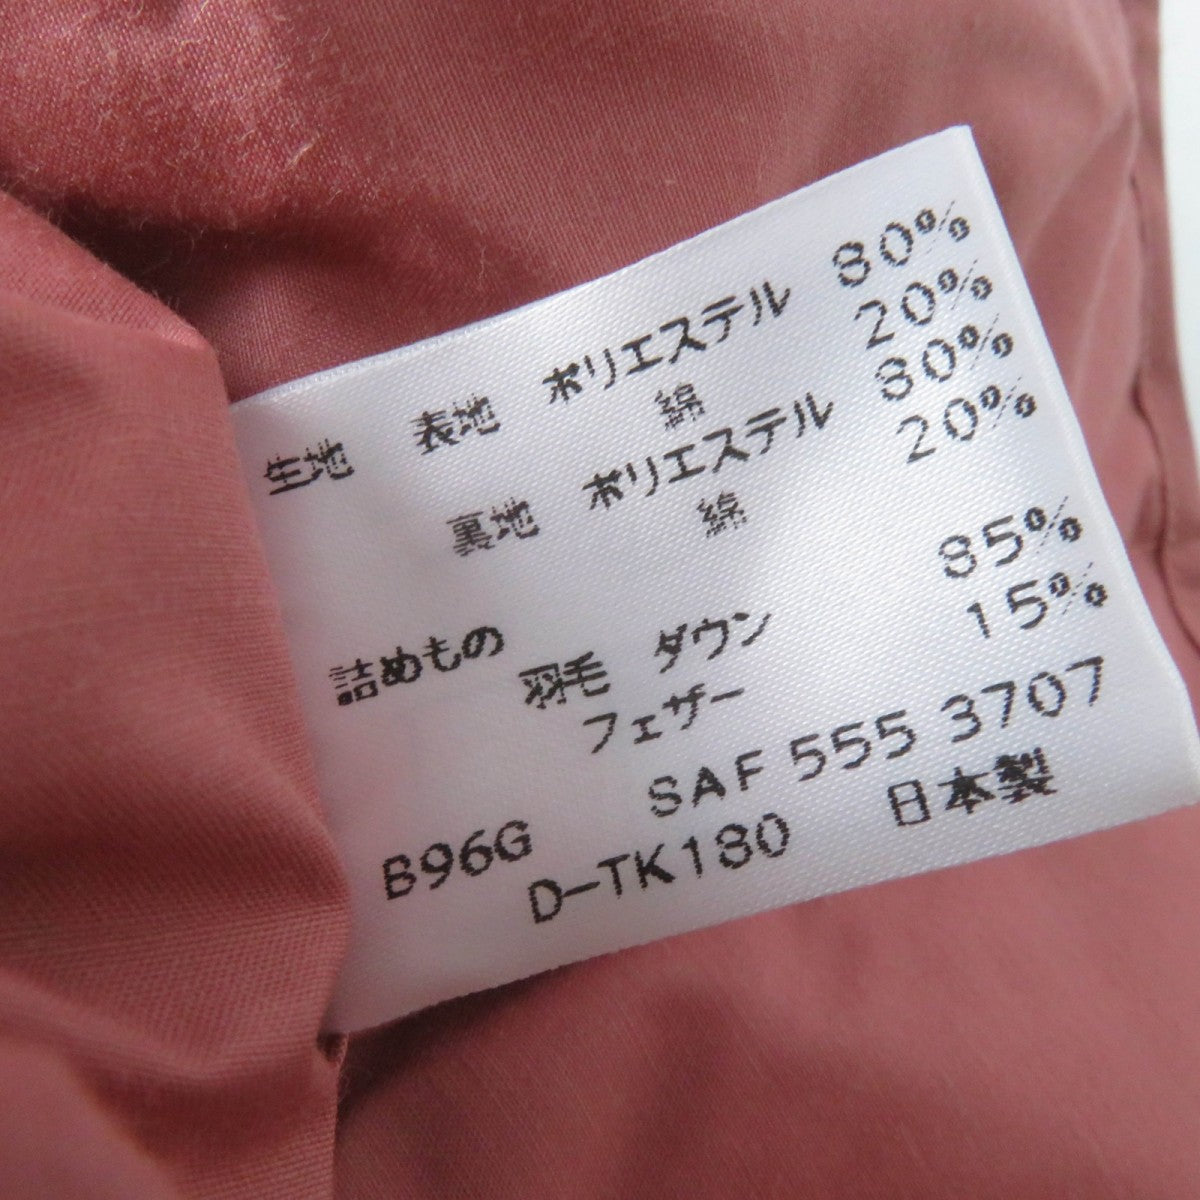 表地 ポリエステル 80%
綿 20%
裏地 ポリエステル 80%
綿 20%
詰めもの
羽毛 ダウン 85%
フェザー 15%
SAF 555 3707
B96G
D-TK180 日本製